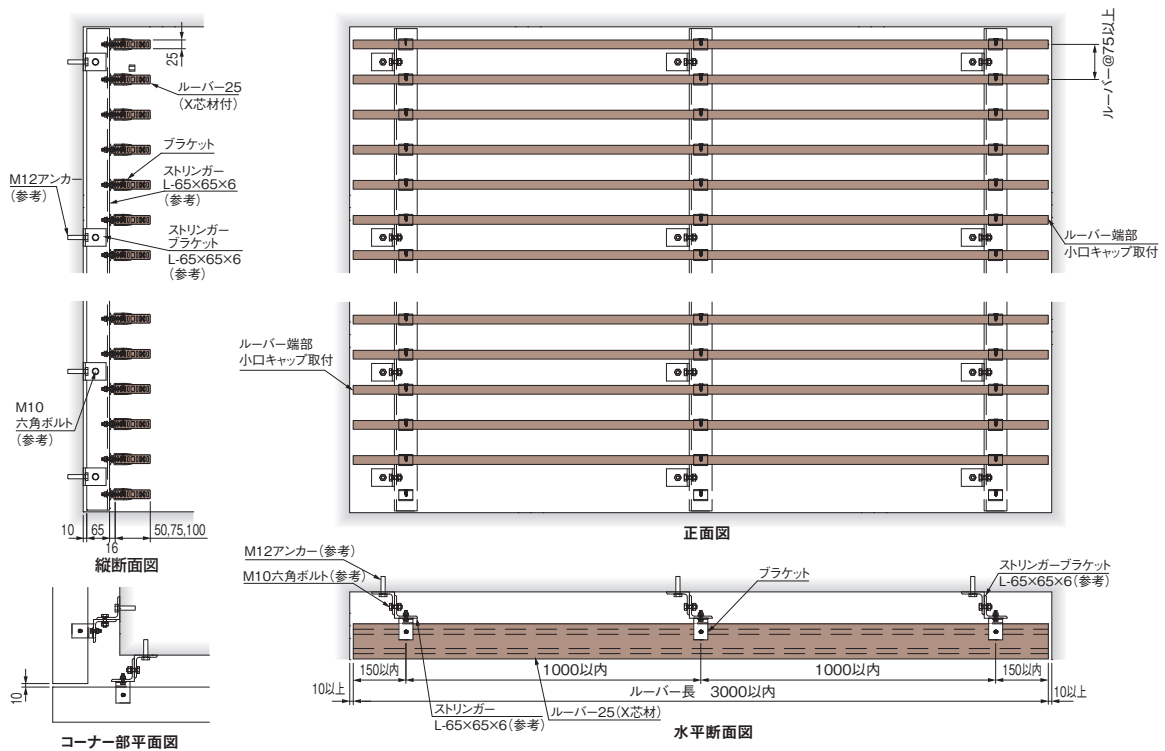 25
ルーバー25
(X芯材付)
ブラケット
ストリンガー
L-65×65×6
(参考)
M12アンカー
(参考)
ストリンガー
ブラケット
L-65×65×6
(参考)
M10
六角ボルト
(参考)
10
65
16
50,75,100
縦断面図
ルーバー@75以上
ルーバー端部
小口キャップ取付
ルーバー端部
小口キャップ取付
正面図
M12アンカー(参考)
M10六角ボルト(参考)
ブラケット
ストリンガーブラケット
L-65×65×6(参考)
150以内
1000以内
1000以内
150以内
10以上
ルーバー長 3000以内
10以上
ストリンガー
L-65×65×6(参考)
ルーバー25(X芯材)
水平断面図
10
コーナー部平面図